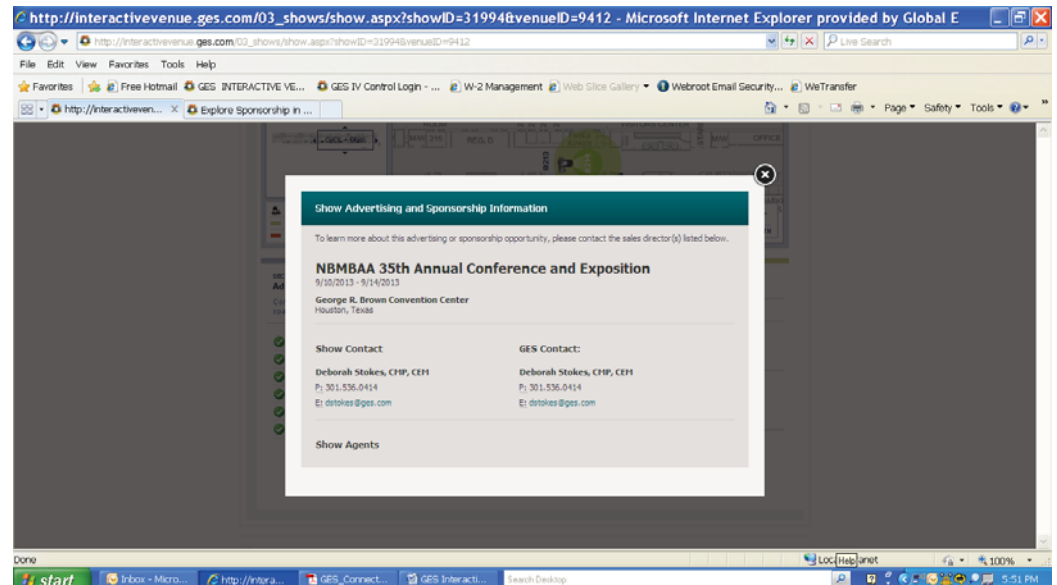 http://interactivevenue.ges.com/03_shows/show.aspx?showID=31994&venueID=9412 - Microsoft Internet Explorer provided by Global E
http://interactivevenue.ges.com/03_shows/show.aspx?showID=31994&venueID=9412
Live Search
File Edit View Favorites Tools Help
Favorites Free Hotmail GES INTERACTIVE VE... GES IV Control Login - ... W-2 Management Web Slice Gallery Webroot Email Security... WeTransfer
http://interactiveven... X Explore Sponsorship in ... Page Safety Tools »
OFFICE
Show Advertising and Sponsorship Information
To learn more about this advertising or sponsorship opportunity, please contact the sales director(s) listed below.
NBMBAA 35th Annual Conference and Exposition
9/10/2013 - 9/14/2013
George R. Brown Convention Center
Houston, Texas
Show Contact GES Contact:
Deborah Stokes, CMP, CEM Deborah Stokes, CMP, CEM
P: 301.536.0414 P: 301.536.0414
E: dstokes@ges.com E: dstokes@ges.com
Show Agents
Done Help 100%
start Inbox - Micro... http://intera... GES_Connect... GES Interacti... Search Desktop 5:51 PM